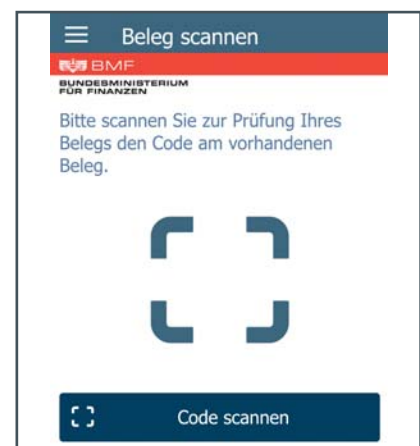 Beleg scannen
BMF
BUNDESMINISTERIUM
FÜR FINANZEN
Bitte scannen Sie zur Prüfung Ihres
Belegs den Code am vorhandenen
Beleg.
Code scannen